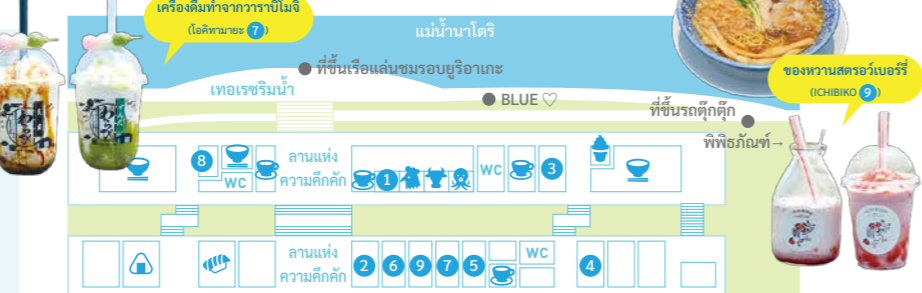 เครื่องดื่มทำจากวาราบิโมจิ
(โอคิทามายะ 7)
แม่น้ำนาโตริ
ของหวานสตรอว์เบอร์รี่
(ICHIBIKO 9)
● ที่ขึ้นเรือแล่นชมรอบยูริอาเกะ
เทอเรซริมน้ำ
● BLUE ♡
ที่ขึ้นรถตุ๊กตุ๊ก ●
พิพิธภัณฑ์→
8
WC
ลานแห่ง
ความคึกคัก
1
WC
3
ลานแห่ง
ความคึกคัก
2 6 9 7 5
WC
4